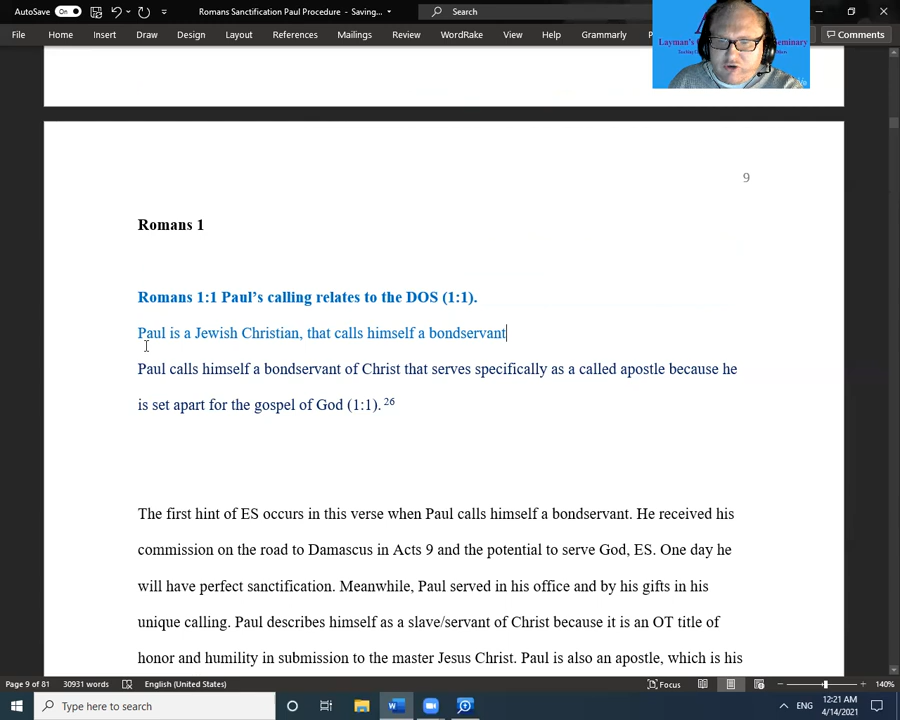 AutoSave On Romans Sanctification Paul Procedure - Saving... Search
File Home Insert Draw Design Layout References Mailings Review WordRake View Help Grammarly Comments
Layman's Seminary
9
Romans 1
Romans 1:1 Paul's calling relates to the DOS (1:1).
Paul is a Jewish Christian, that calls himself a bondservant
Paul calls himself a bondservant of Christ that serves specifically as a called apostle because he
is set apart for the gospel of God (1:1). 26
The first hint of ES occurs in this verse when Paul calls himself a bondservant. He received his
commission on the road to Damascus in Acts 9 and the potential to serve God, ES. One day he
will have perfect sanctification. Meanwhile, Paul served in his office and by his gifts in his
unique calling. Paul describes himself as a slave/servant of Christ because it is an OT title of
honor and humility in submission to the master Jesus Christ. Paul is also an apostle, which is his
Page 9 of 81 30931 words English (United States) Focus 140%
Type here to search ENG 12:21 AM
4/14/2021